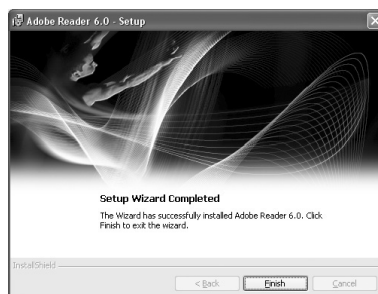 Adobe Reader 6.0 - Setup
Setup Wizard Completed
The Wizard has successfully installed Adobe Reader 6.0. Click
Finish to exit the wizard.
InstallShield
< Back Finish Cancel